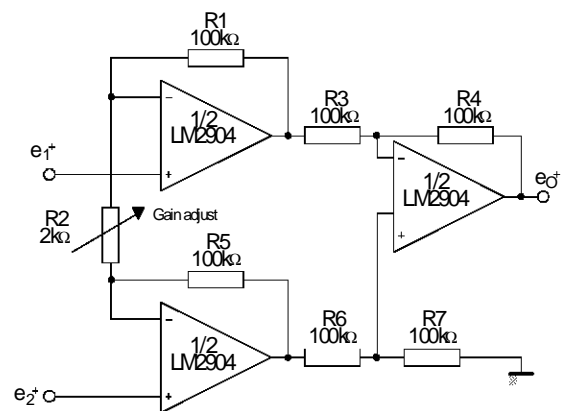 R1
100kΩ
1/2
LM2904
R3
100kΩ
R4
100kΩ
e1+
eO+
1/2
LM2904
R2
2kΩ
Gain adjust
R5
100kΩ
1/2
LM2904
R6
100kΩ
R7
100kΩ
e2+